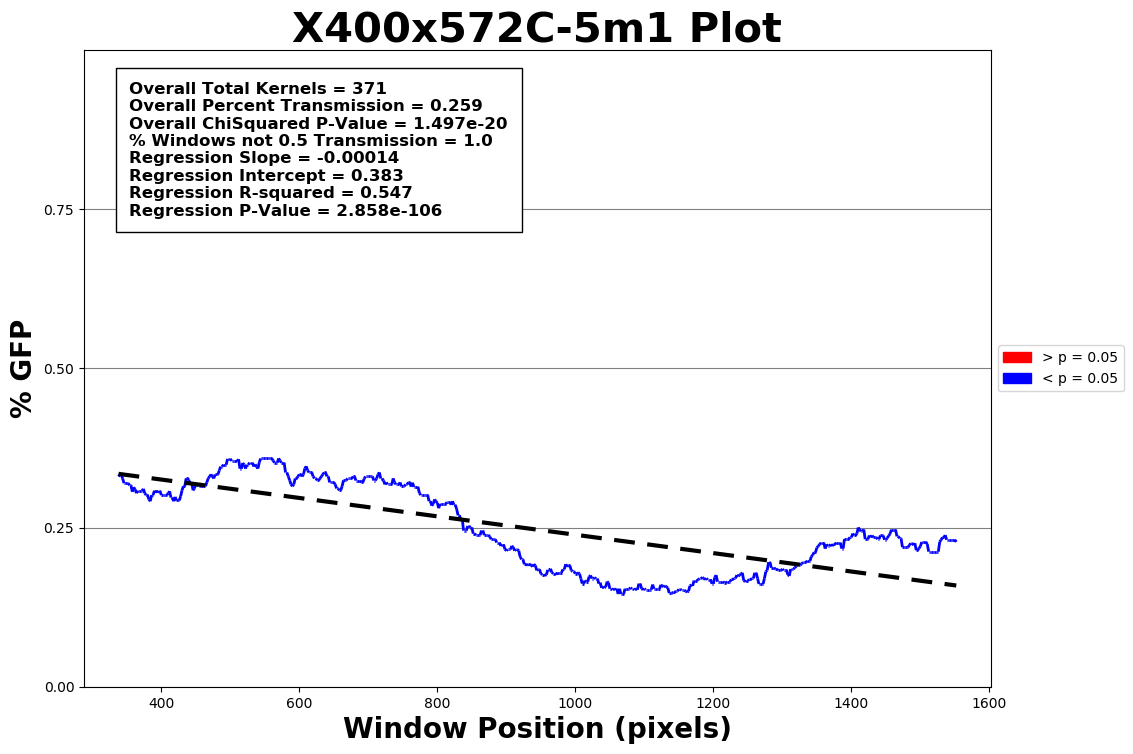 X400x572C-5m1 Plot
Overall Total Kernels = 371
Overall Percent Transmission = 0.259
Overall ChiSquared P-Value = 1.497e-20
% Windows not 0.5 Transmission = 1.0
Regression Slope = -0.00014
Regression Intercept = 0.383
Regression R-squared = 0.547
Regression P-Value = 2.858e-106
% GFP
0.75
0.50
0.25
0.00
> p = 0.05
< p = 0.05
400 600 800 1000 1200 1400 1600
Window Position (pixels)